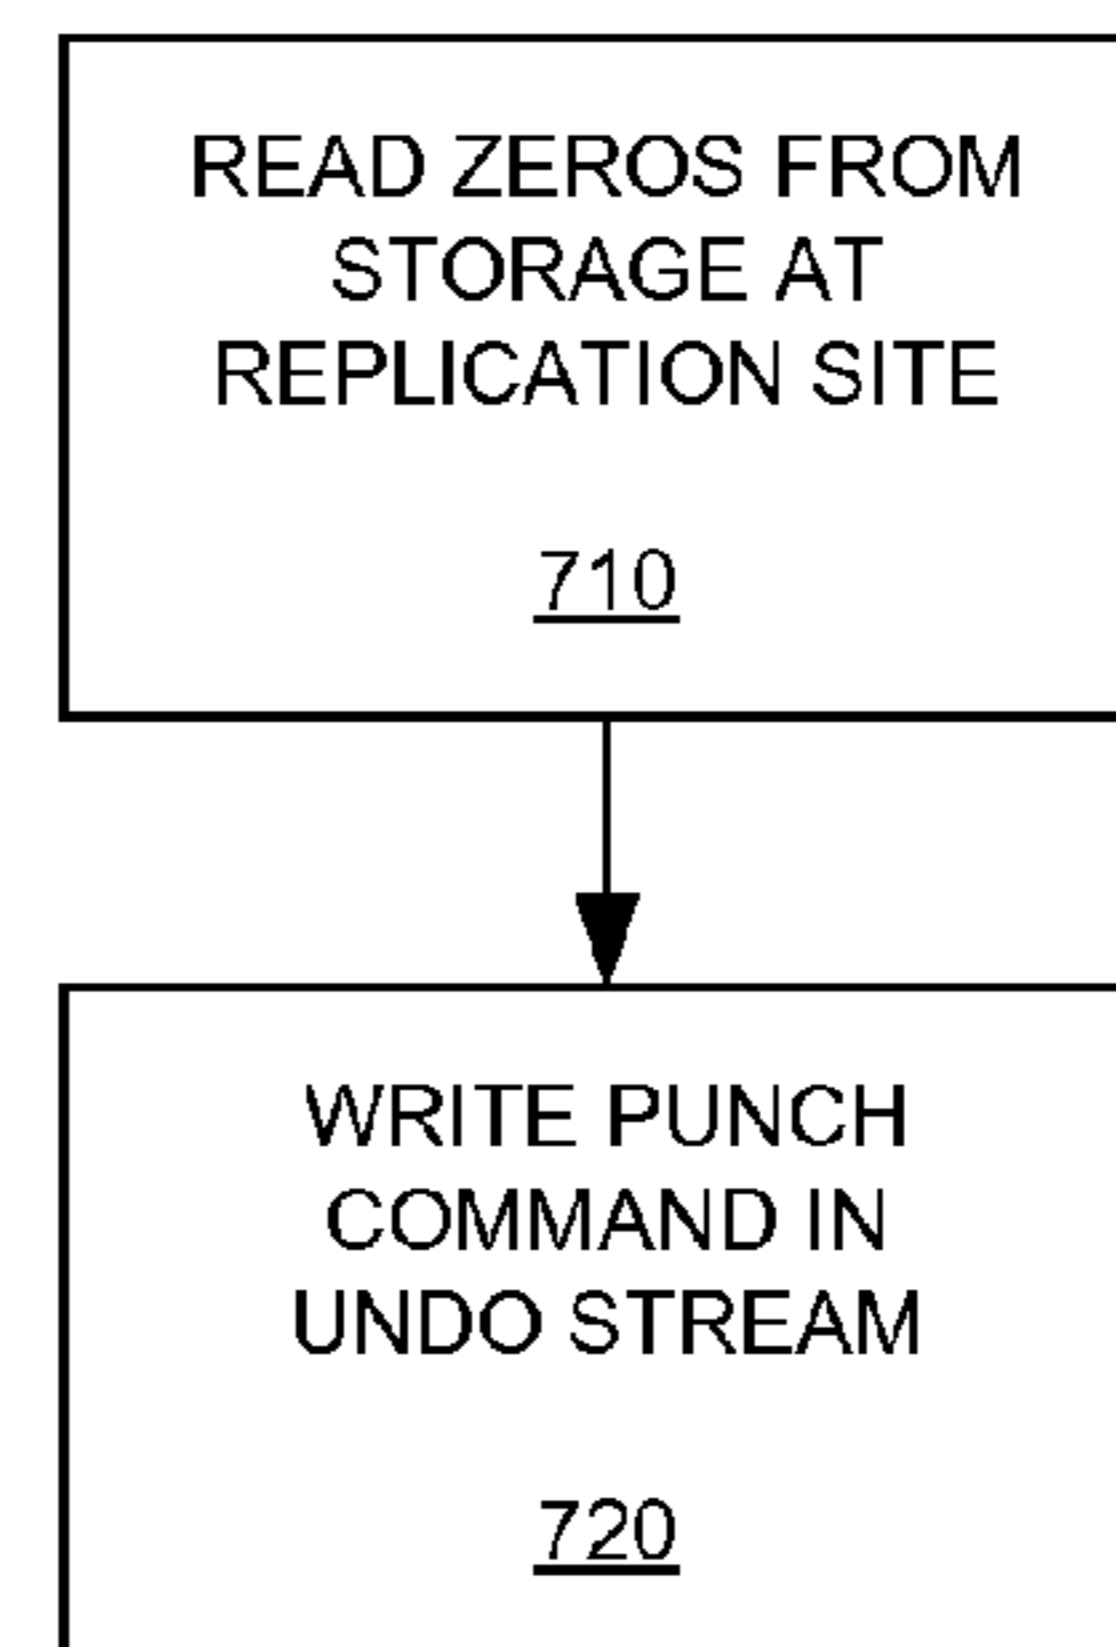 READ ZEROS FROM
STORAGE AT
REPLICATION SITE
710
WRITE PUNCH
COMMAND IN
UNDO STREAM
720